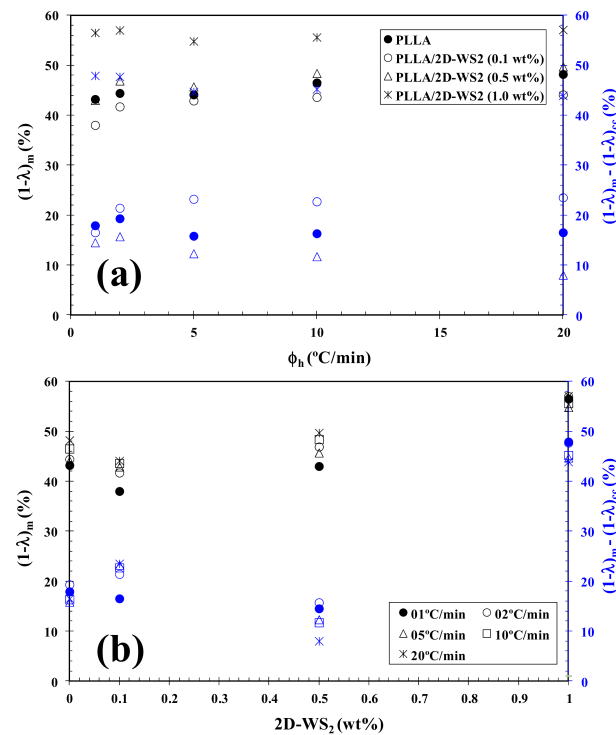 60
50
40
30
20
10
0
(1-λ)m (%)
(a)
PLLA
PLLA/2D-WS2 (0.1 wt%)
PLLA/2D-WS2 (0.5 wt%)
PLLA/2D-WS2 (1.0 wt%)
60
50
40
30
20
10
0
(1-λ)m - (1-λ)cc (%)
0 5 10 15 20
ϕh (ºC/min)
60
50
40
30
20
10
0
(1-λ)m (%)
(b)
01ºC/min 02ºC/min
05ºC/min 10ºC/min
20ºC/min
60
50
40
30
20
10
0
(1-λ)m - (1-λ)cc (%)
0 0.1 0.2 0.3 0.4 0.5 0.6 0.7 0.8 0.9 1
2D-WS2 (wt%)